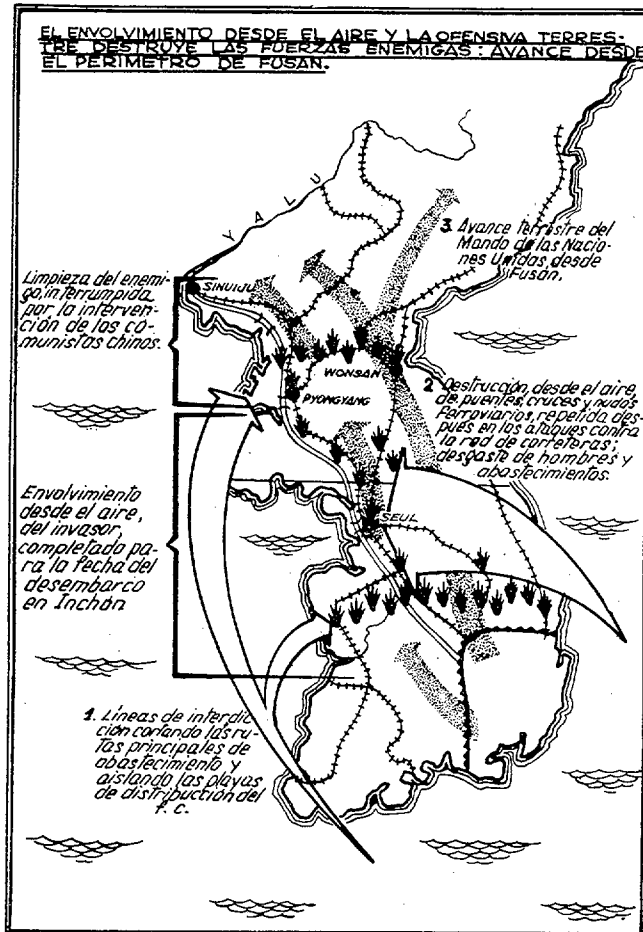 EL ENVOLVIMIENTO DESDE EL AIRE Y LA OFENSIVA TERRES-
TRE DESTRUYE LAS FUERZAS ENEMIGAS: AVANCE DESDE
EL PERIMETRO DE FUSAN.
YALU
3. Avance terrestre del
Mando de las Nacio-
nes Unidas, desde
Fusán.
Limpieza del enemi-
go, interrumpida
por la interven-
ción de los co-
munistas chinos.
SINUIJU
WONSAN
PYONGYANG
2 Destrucción, desde el aire,
de puentes, cruces y nudos
ferroviarios, repetida des-
pués en los ataques contra
la red de carreteras;
desgaste de hombres y
abastecimientos.
Envolvimiento
desde el aire,
del invasor,
completado pa-
ra la fecha del
desembarco
en Inchón
SEUL
1. Líneas de interdic
ción cortando las ru-
tas principales de
abastecimiento y
aislando las playas
de distribución del
f. c.